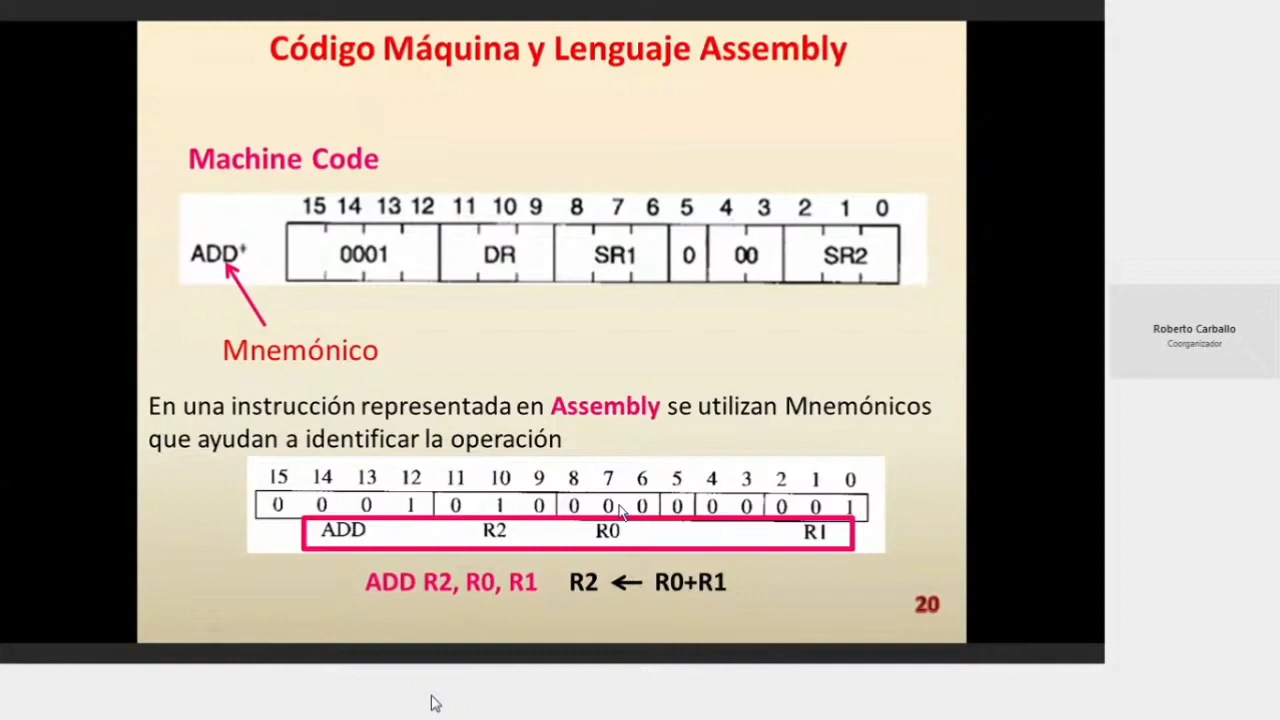 Código Máquina y Lenguaje Assembly
Machine Code
15 14 13 12 11 10 9 8 7 6 5 4 3 2 1 0
ADD+ 0001 DR SR1 0 00 SR2
Mnemónico
En una instrucción representada en Assembly se utilizan Mnemónicos
que ayudan a identificar la operación
15 14 13 12 11 10 9 8 7 6 5 4 3 2 1 0
0 0 0 1 0 1 0 0 0 0 0 0 0 0 0 1
ADD R2 R0 R1
ADD R2, R0, R1 R2 ← R0+R1
20
Roberto Carballo
Coorganizador